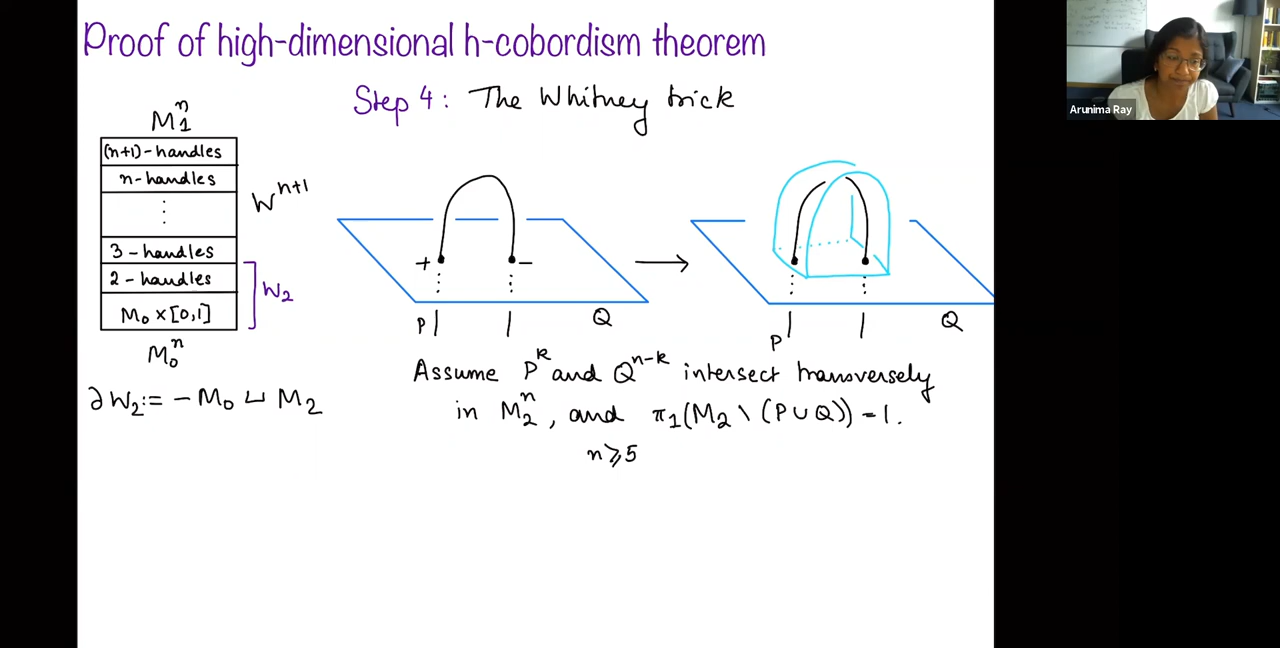 Proof of high-dimensional h-cobordism theorem
Step 4: The Whitney trick
M₁ⁿ
(n+1)-handles
n-handles
⋮
3-handles
2-handles
M₀ × [0,1]
M₀ⁿ
Wⁿ⁺¹
W₂
∂W₂ := -M₀ ⊔ M₂
+
-
P
Q
P
Q
Assume Pᵏ and Qⁿ⁻ᵏ intersect transversely
in M₂ⁿ, and π₁(M₂ \ (P ∪ Q)) = 1.
n ⩾ 5
Arunima Ray